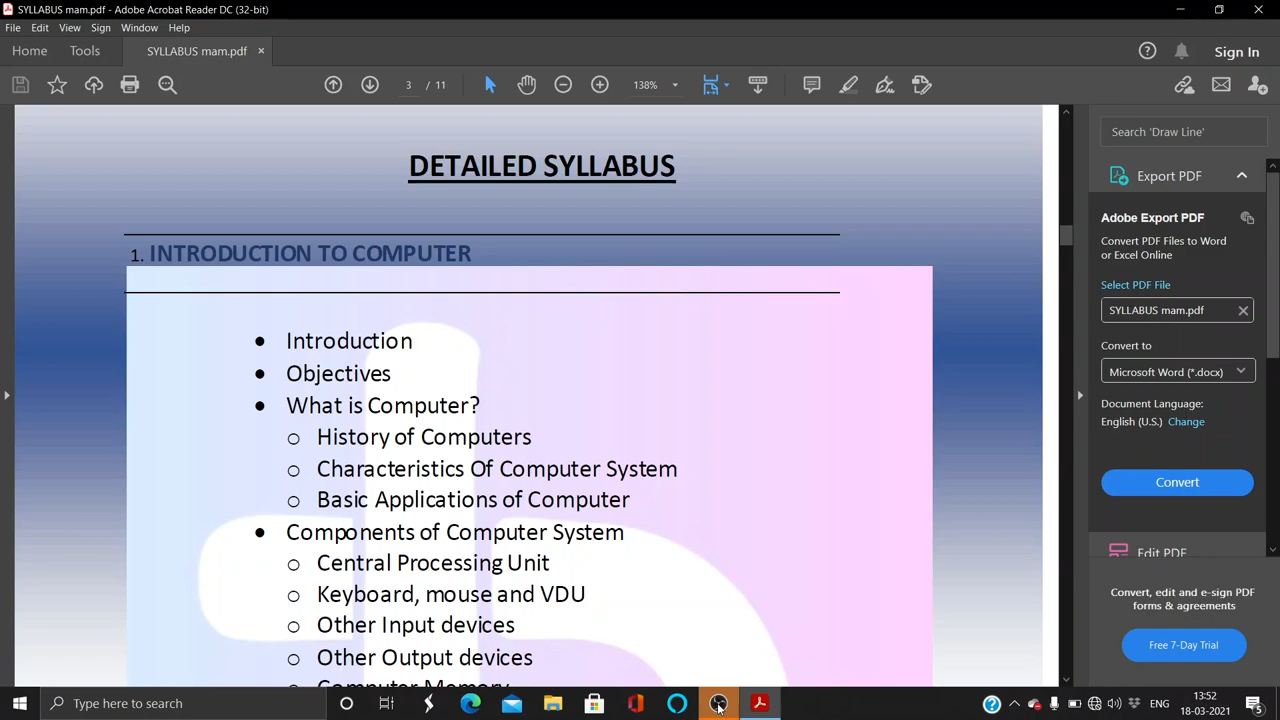 SYLLABUS mam.pdf - Adobe Acrobat Reader DC (32-bit)
File Edit View Sign Window Help
Home Tools SYLLABUS mam.pdf × Sign In
3 / 11 138%
DETAILED SYLLABUS
1. INTRODUCTION TO COMPUTER
• Introduction
• Objectives
• What is Computer?
o History of Computers
o Characteristics Of Computer System
o Basic Applications of Computer
• Components of Computer System
o Central Processing Unit
o Keyboard, mouse and VDU
o Other Input devices
o Other Output devices
Computer Memory
Search 'Draw Line'
Export PDF
Adobe Export PDF
Convert PDF Files to Word
or Excel Online
Select PDF File
SYLLABUS mam.pdf
Convert to
Microsoft Word (*.docx)
Document Language:
English (U.S.) Change
Convert
Edit PDF
Convert, edit and e-sign PDF
forms & agreements
Free 7-Day Trial
Type here to search
13:52
18-03-2021
5